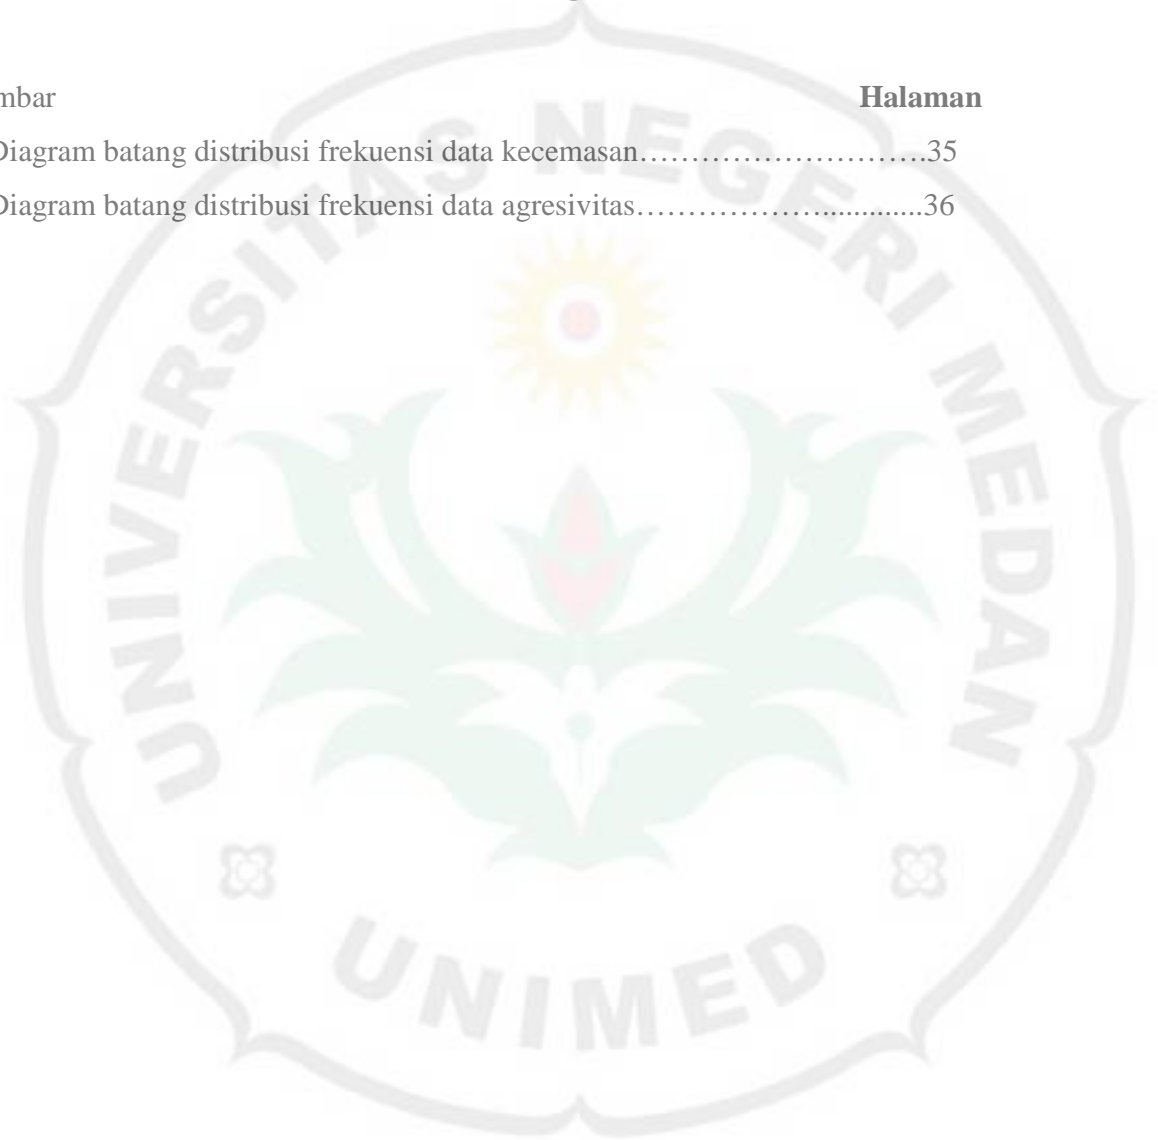 mbar Halaman
Diagram batang distribusi frekuensi data kecemasan……………………….35
Diagram batang distribusi frekuensi data agresivitas………………..............36
UNIVERSITAS NEGERI MEDAN
UNIMED